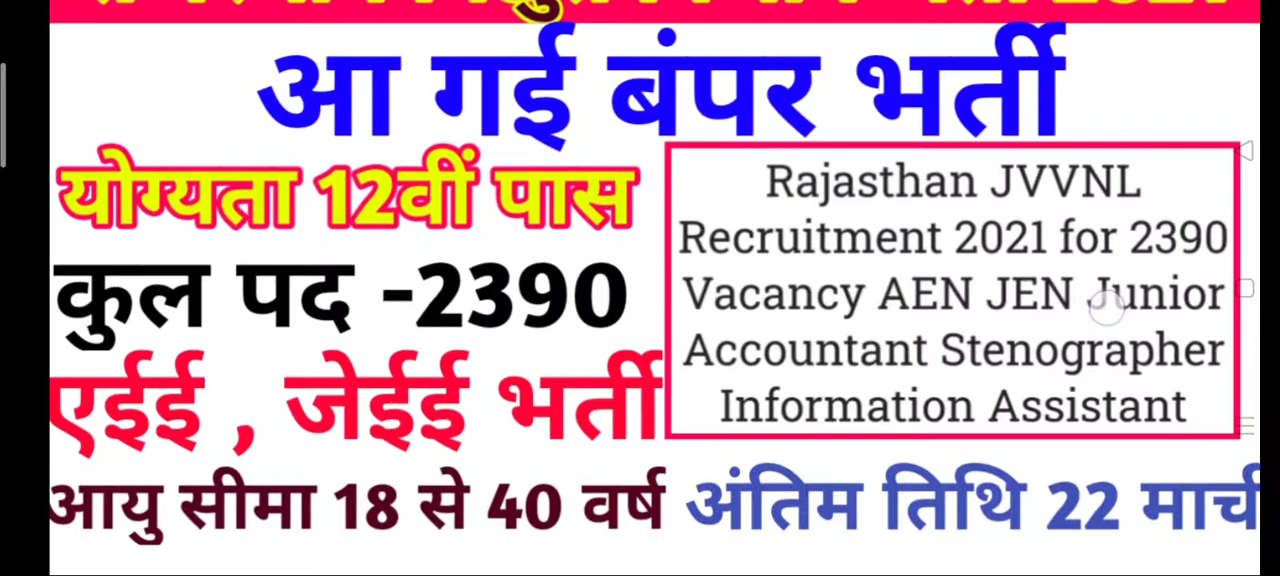 आ गई बंपर भर्ती
योग्यता 12वीं पास
कुल पद -2390
एईई , जेईई भर्ती
Rajasthan JVVNL
Recruitment 2021 for 2390
Vacancy AEN JEN Junior
Accountant Stenographer
Information Assistant
आयु सीमा 18 से 40 वर्ष अंतिम तिथि 22 मार्च